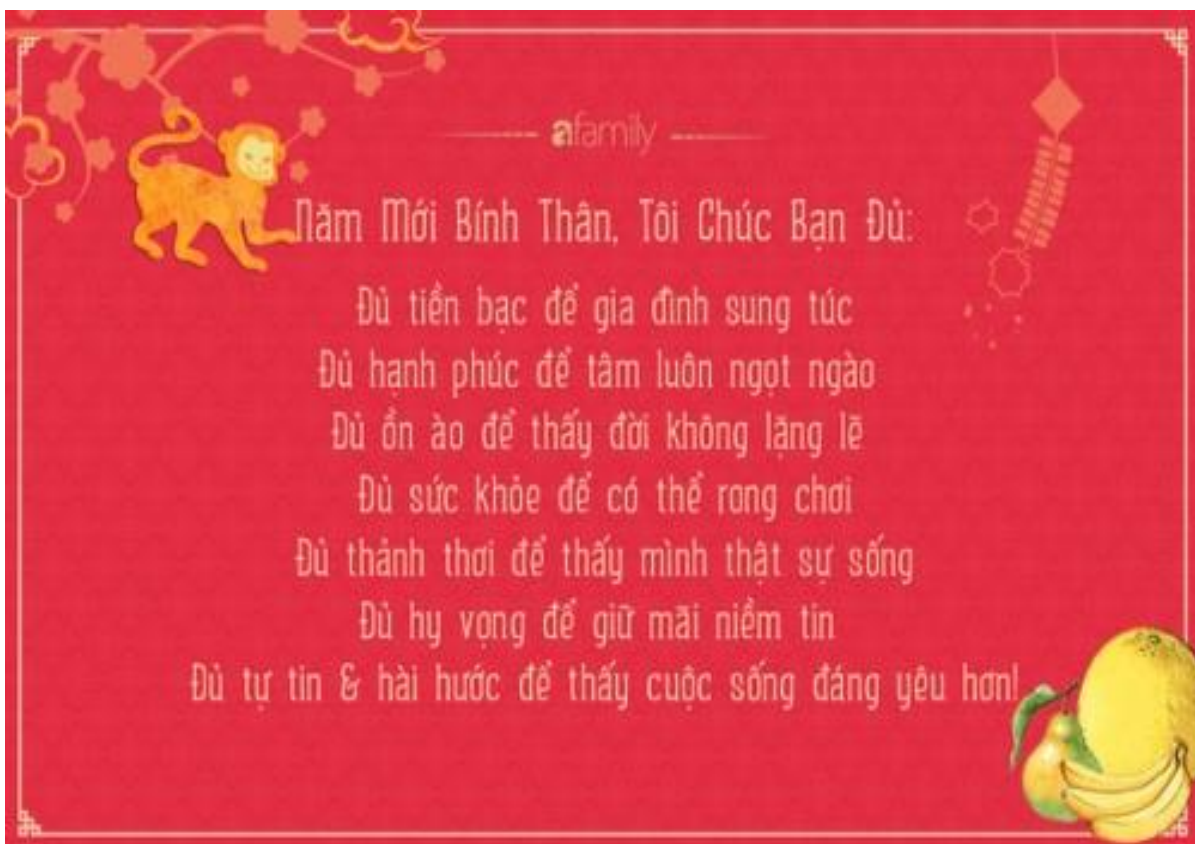 afamily
Năm Mới Bính Thân, Tôi Chúc Bạn Đủ:
Đủ tiền bạc để gia đình sung túc
Đủ hạnh phúc để tâm luôn ngọt ngào
Đủ ồn ào để thấy đời không lặng lẽ
Đủ sức khỏe để có thể rong chơi
Đủ thảnh thơi để thấy mình thật sự sống
Đủ hy vọng để giữ mãi niềm tin
Đủ tự tin & hài hước để thấy cuộc sống đáng yêu hơn!